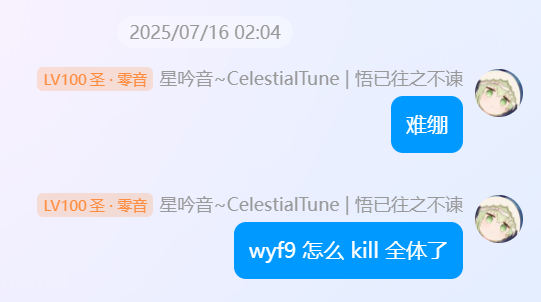 2025/07/16 02:04
LV100 圣 · 零音 星吟音~CelestialTune | 悟已往之不谏
难绷
LV100 圣 · 零音 星吟音~CelestialTune | 悟已往之不谏
wyf9 怎么 kill 全体了